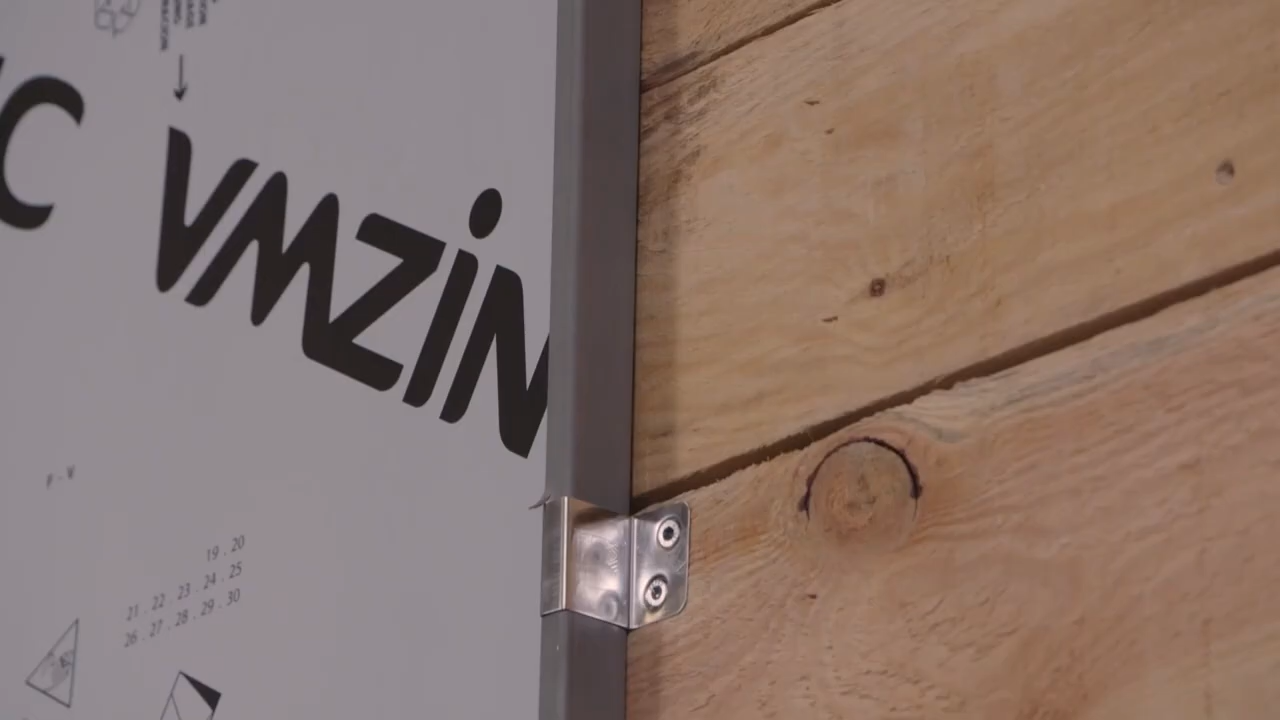 C VMZIN
19 . 20
21 . 22 . 23 . 24 . 25
26 . 27 . 28 . 29 . 30